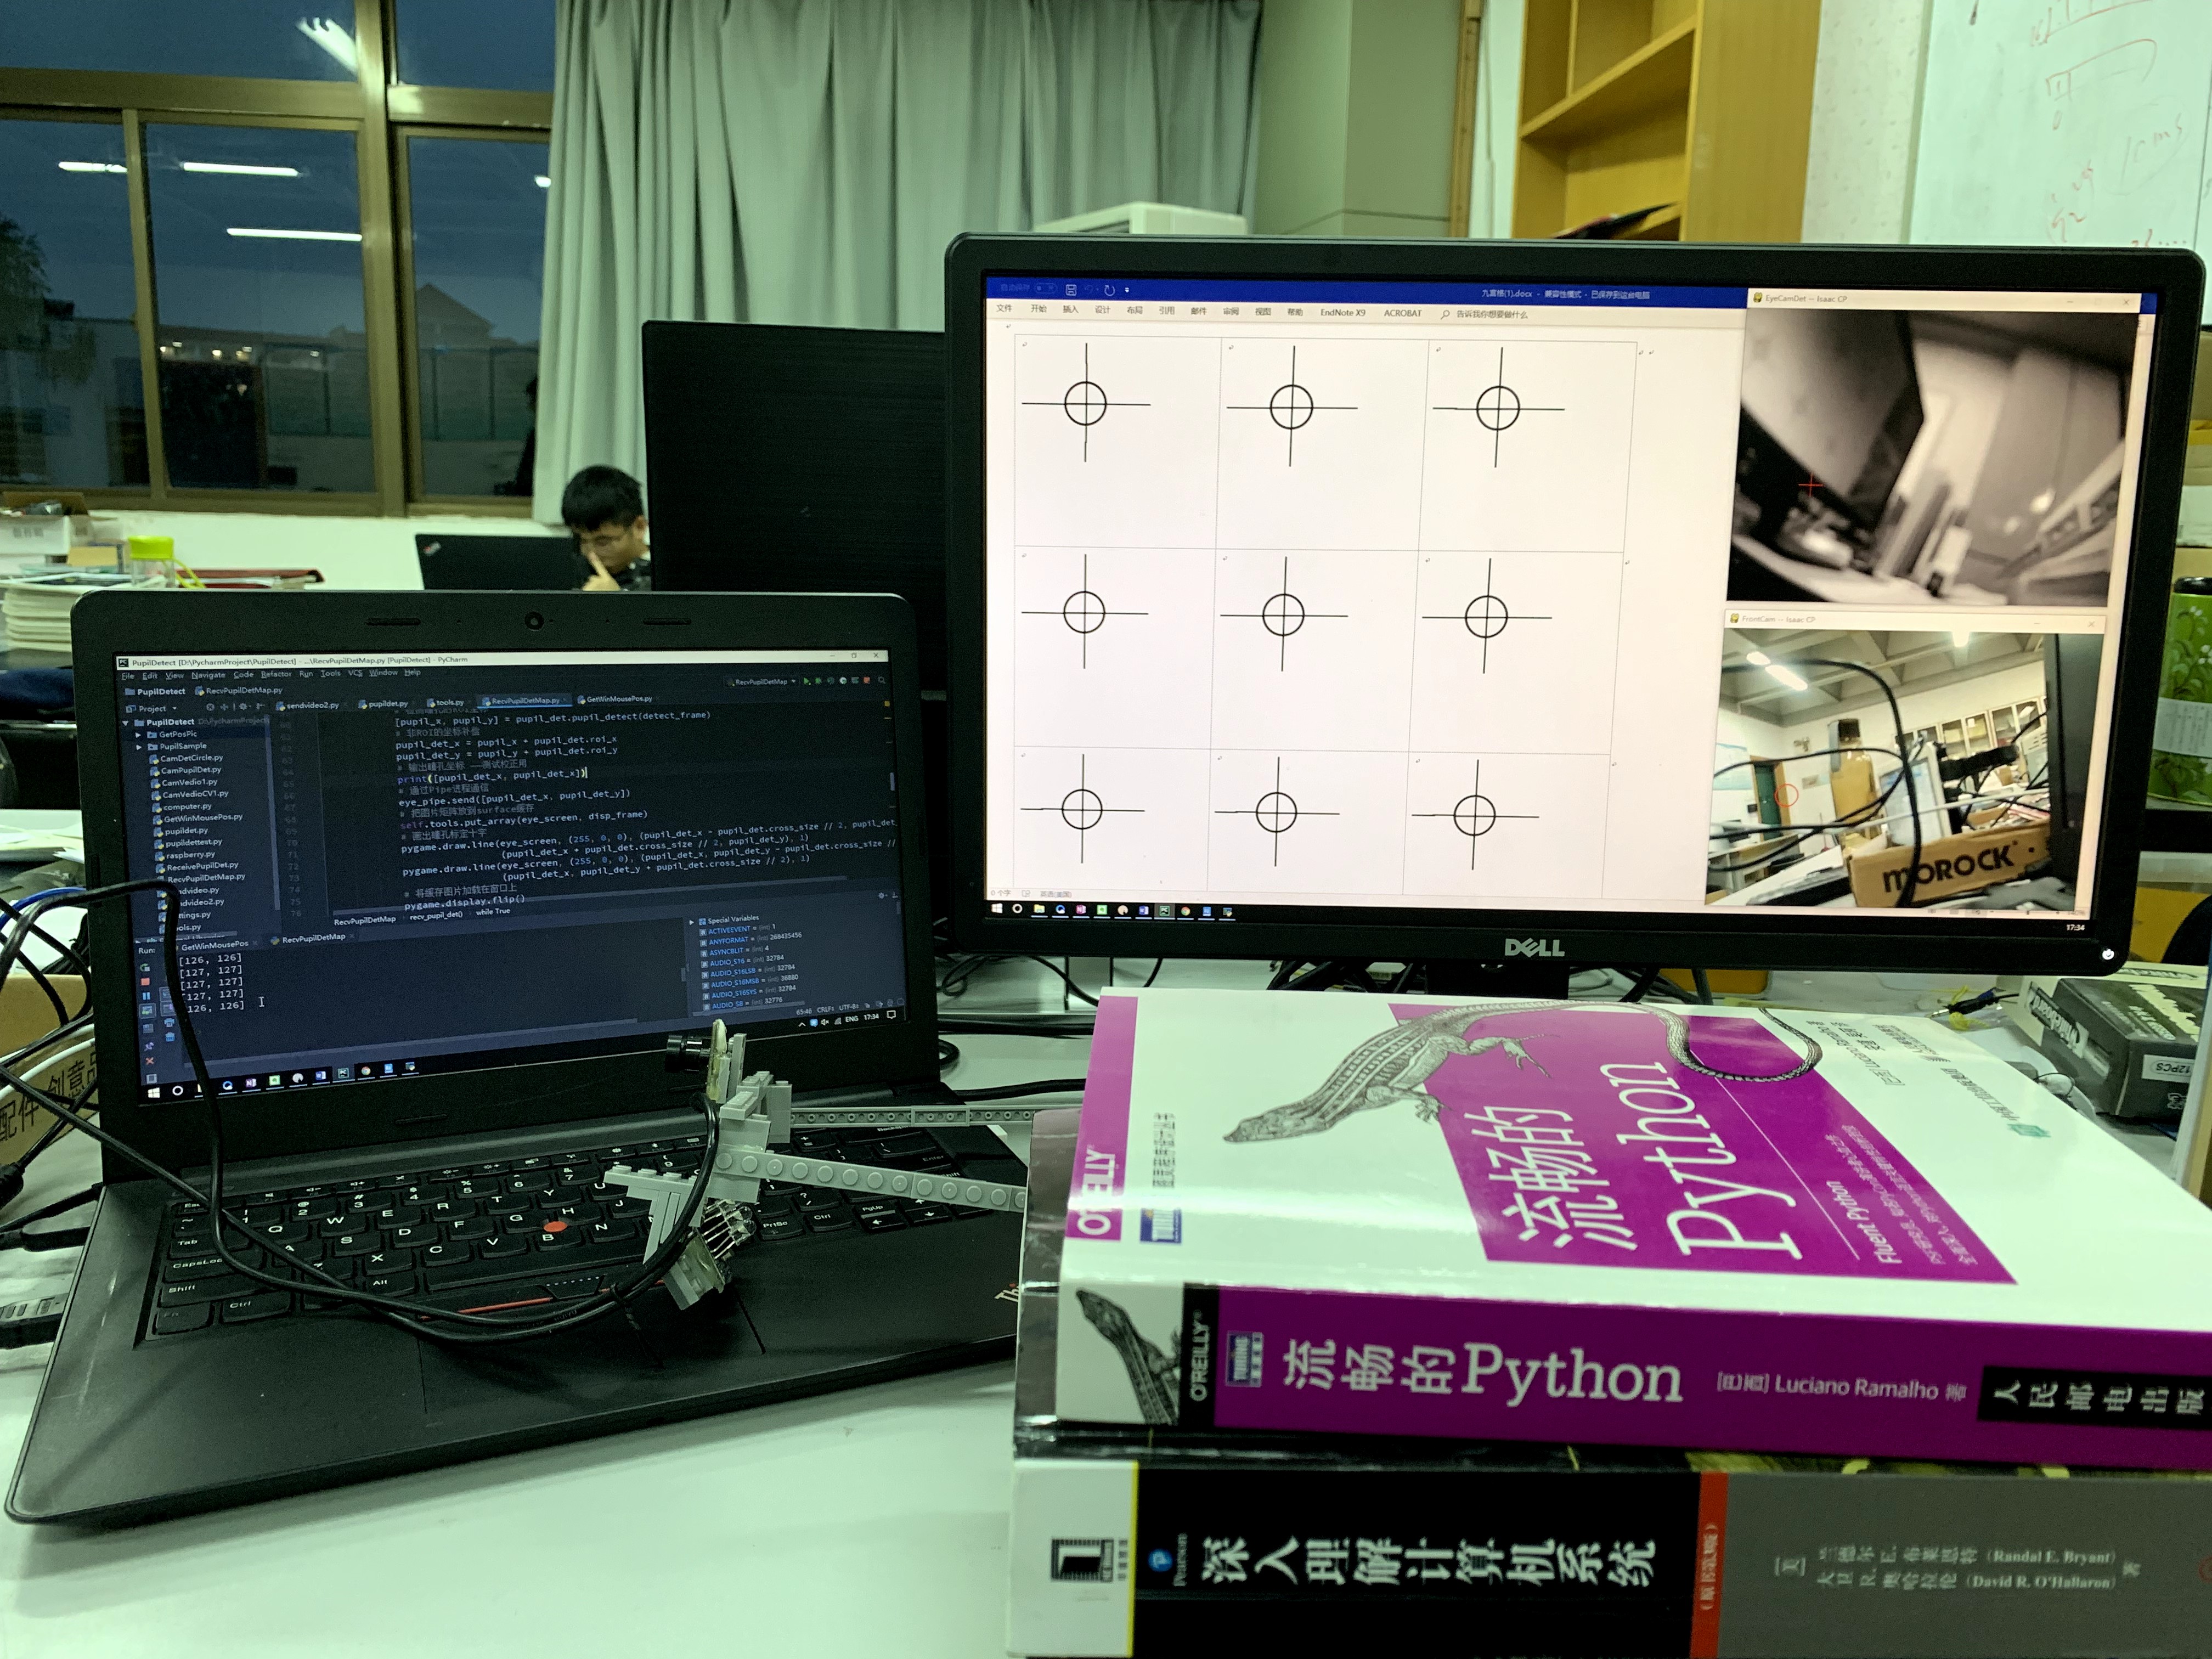 九宫格(1).docx - 兼容性模式 - 已保存到这台电脑
文件 开始 插入 设计 布局 引用 邮件 审阅 视图 帮助 EndNote X9 ACROBAT 告诉我你想要做什么
EyeCamDet — Isaac CP
FrontCam — Isaac CP
MOROCK
17:34
DELL
PupilDetect [D:\PycharmProject\PupilDetect] - ...\RecvPupilDetMap.py [PupilDetect] - PyCharm
File Edit View Navigate Code Refactor Run Tools VCS Window Help
PupilDetect RecvPupilDetMap.py
RecvPupilDetMap
Project
sendvideo2.py pupildet.py tools.py RecvPupilDetMap.py GetWinMousePos.py
PupilDetect
GetPosPic
PupilSample
CamDetCircle.py
CamPupilDet.py
CamVedio1.py
CamVedioCV1.py
computer.py
GetWinMousePos.py
pupildet.py
pupildettest.py
raspberry.py
ReceivePupilDet.py
RecvPupilDetMap.py
[pupil_x, pupil_y] = pupil_det.pupil_detect(detect_frame)
# 非ROI的坐标补偿
pupil_det_x = pupil_x + pupil_det.roi_x
pupil_det_y = pupil_y + pupil_det.roi_y
# 输出瞳孔坐标 ——测试校正用
print([pupil_det_x, pupil_det_x])
# 通过Pipe进程通信
eye_pipe.send([pupil_det_x, pupil_det_y])
# 把图片矩阵放到surface缓存
self.tools.put_array(eye_screen, disp_frame)
# 画出瞳孔标定十字
pygame.draw.line(eye_screen, (255, 0, 0), (pupil_det_x - pupil_det.cross_size // 2, pupil_det_
(pupil_det_x + pupil_det.cross_size // 2, pupil_det_y), 1)
pygame.draw.line(eye_screen, (255, 0, 0), (pupil_det_x, pupil_det_y - pupil_det.cross_size //
(pupil_det_x, pupil_det_y + pupil_det.cross_size // 2), 1)
# 将缓存图片加载在窗口上
pygame.display.flip()
RecvPupilDetMap recv_pupil_det() while True
Run: GetWinMousePos RecvPupilDetMap
[126, 126]
[127, 127]
[127, 127]
127, 127]
126, 126]
Special Variables
ACTIVEEVENT = {int} 1
ANYFORMAT = {int} 268435456
ASYNCBLIT = {int} 4
AUDIO_S16 = {int} 32784
AUDIO_S16LSB = {int} 32784
AUDIO_S16MSB = {int} 36880
AUDIO_S16SYS = {int} 32784
AUDIO_S8 = {int} 32776
ENG 17:34
O'REILLY
流畅的
Python
Fluent Python
O'REILLY
流畅的Python
[巴西] Luciano Ramalho 著
人民邮电出版
Pearson
深入理解计算机系统
(原书第3版)
[美] 兰德尔 E. 布莱恩特 (Randal E. Bryant)
大卫 R. 奥哈拉伦 (David R. O'Hallaron) 著
12PCS